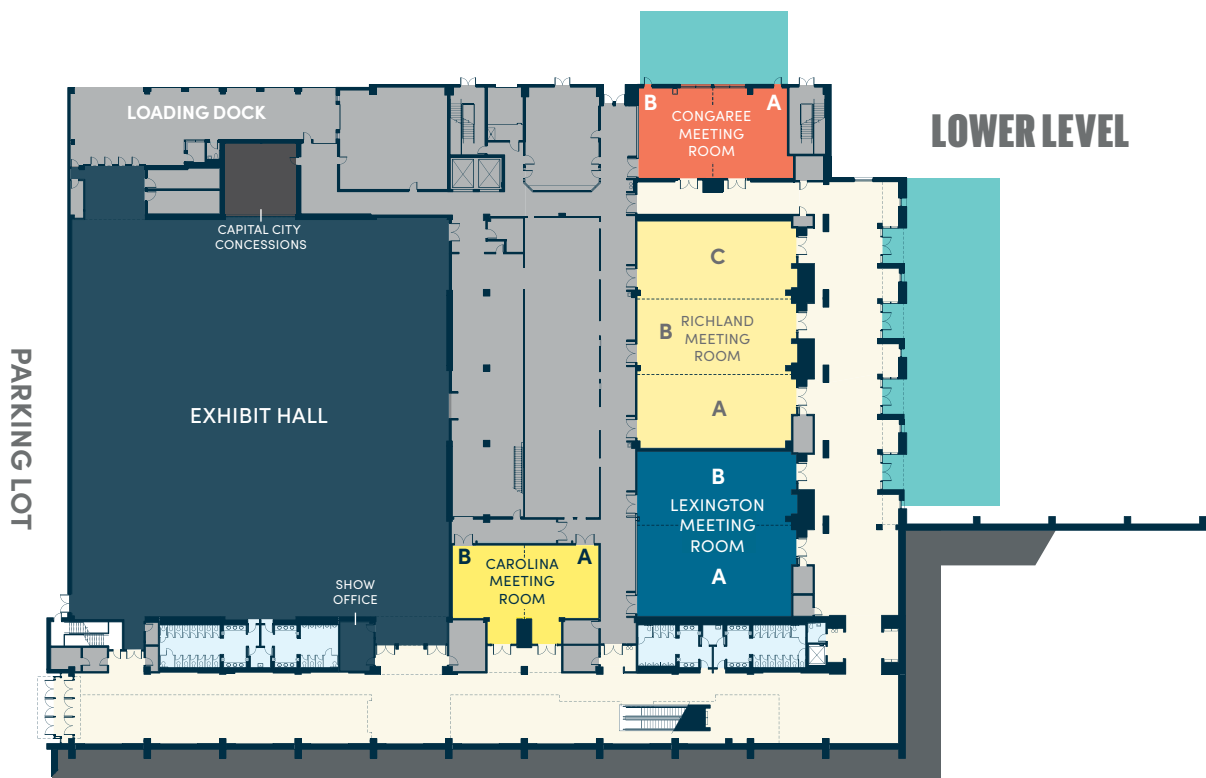 LOADING DOCK
B
A
CONGAREE
MEETING
ROOM
LOWER LEVEL
CAPITAL CITY
CONCESSIONS
C
B
RICHLAND
MEETING
ROOM
A
PARKING LOT
EXHIBIT HALL
B
LEXINGTON
MEETING
ROOM
A
B
A
CAROLINA
MEETING
ROOM
SHOW
OFFICE